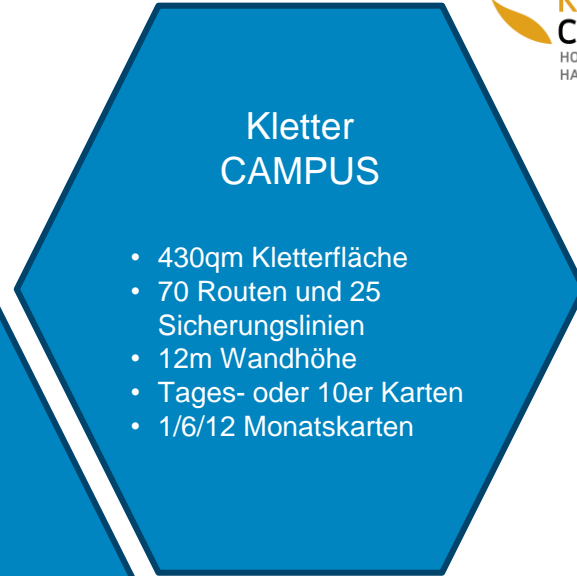 Kletter
CAMPUS
• 430qm Kletterfläche
• 70 Routen und 25
Sicherungslinien
• 12m Wandhöhe
• Tages- oder 10er Karten
• 1/6/12 Monatskarten